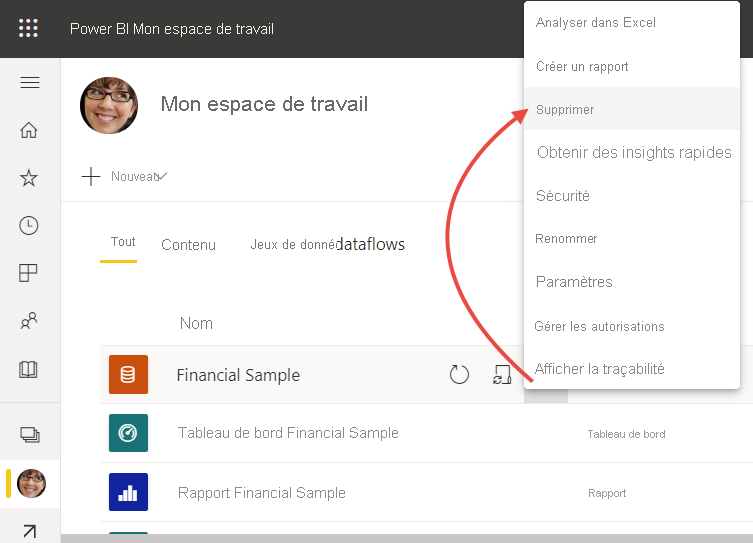 Power BI Mon espace de travail
Mon espace de travail
Nouveau
Tout
Contenu
Jeux de donné
dataflows
Nom
Financial Sample
Tableau de bord Financial Sample
Tableau de bord
Rapport Financial Sample
Rapport
Analyser dans Excel
Créer un rapport
Supprimer
Obtenir des insights rapides
Sécurité
Renommer
Paramètres
Gérer les autorisations
Afficher la traçabilité